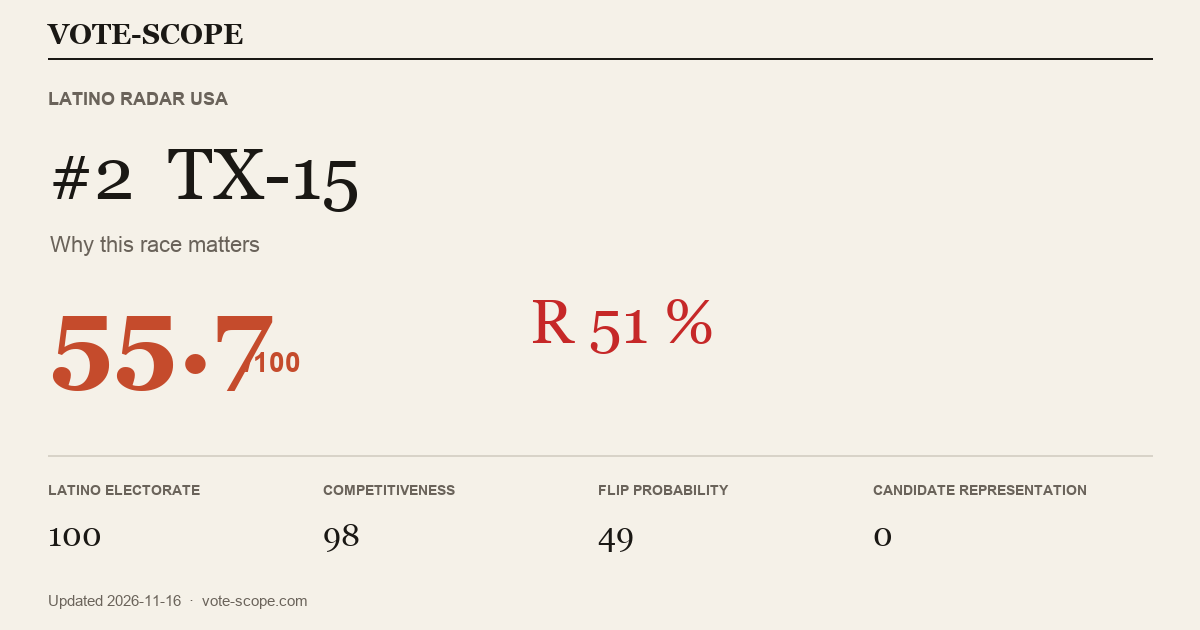 VOTE-SCOPE
LATINO RADAR USA
#2 TX-15
Why this race matters
55.7 /100
R 51 %
LATINO ELECTORATE COMPETITIVENESS FLIP PROBABILITY CANDIDATE REPRESENTATION
100 98 49 0
Updated 2026-11-16 · vote-scope.com